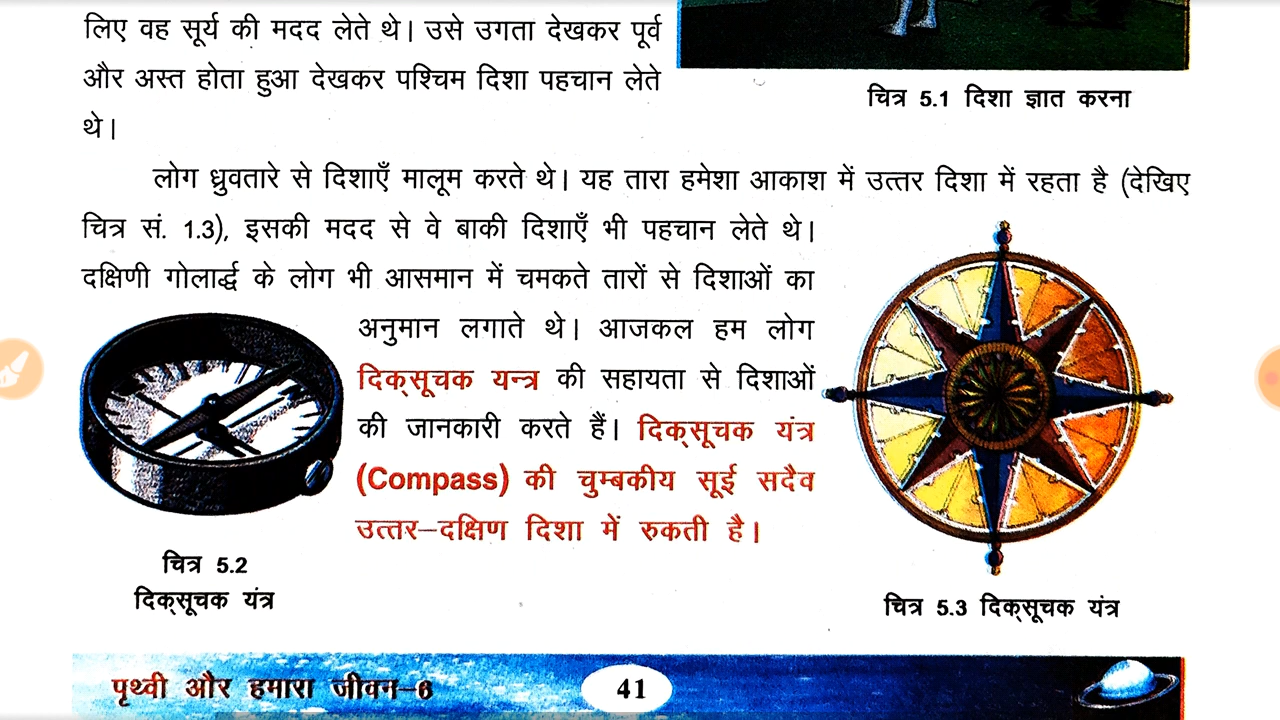 लिए वह सूर्य की मदद लेते थे। उसे उगता देखकर पूर्व
और अस्त होता हुआ देखकर पश्चिम दिशा पहचान लेते
थे।
चित्र 5.1 दिशा ज्ञात करना
लोग ध्रुवतारे से दिशाएँ मालूम करते थे। यह तारा हमेशा आकाश में उत्तर दिशा में रहता है (देखिए
चित्र सं. 1.3), इसकी मदद से वे बाकी दिशाएँ भी पहचान लेते थे।
दक्षिणी गोलार्द्ध के लोग भी आसमान में चमकते तारों से दिशाओं का
अनुमान लगाते थे। आजकल हम लोग
दिक्सूचक यन्त्र की सहायता से दिशाओं
की जानकारी करते हैं। दिक्सूचक यंत्र
(Compass) की चुम्बकीय सूई सदैव
उत्तर–दक्षिण दिशा में रुकती है।
चित्र 5.2
दिक्सूचक यंत्र
चित्र 5.3 दिक्सूचक यंत्र
पृथ्वी और हमारा जीवन–6
41